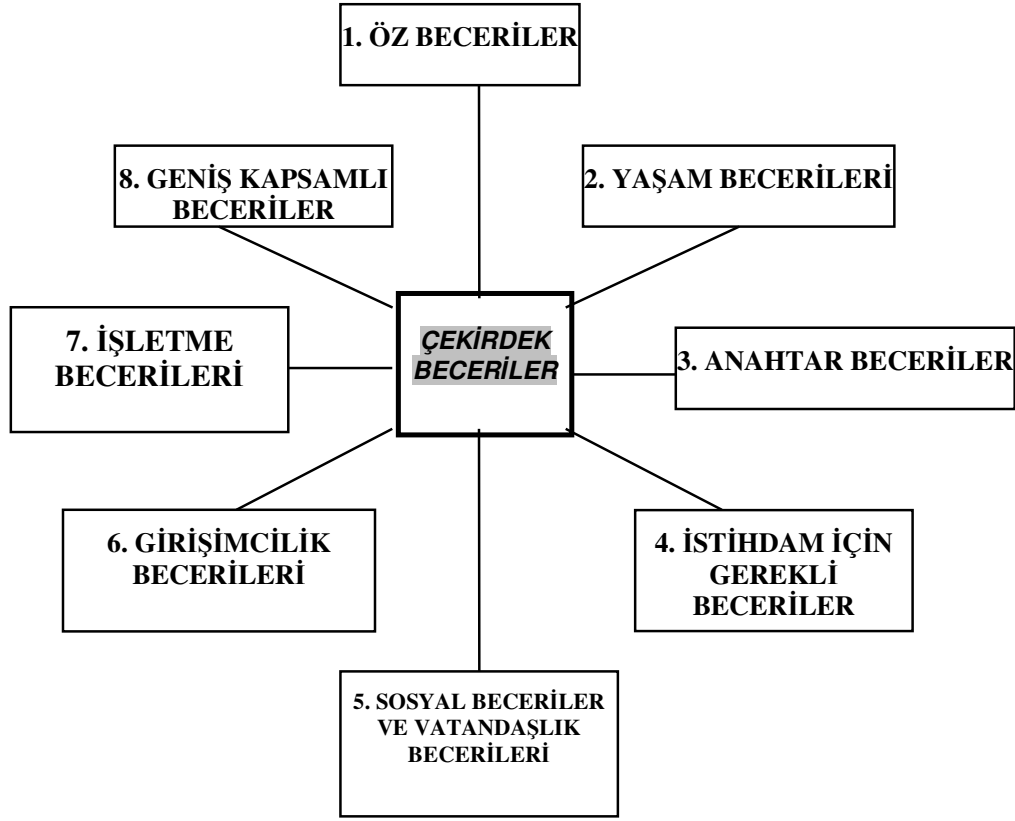 1. ÖZ BECERİLER
2. YAŞAM BECERİLERİ
3. ANAHTAR BECERİLER
4. İSTİHDAM İÇİN
GEREKLİ
BECERİLER
5. SOSYAL BECERİLER
VE VATANDAŞLIK
BECERİLERİ
6. GİRİŞİMCİLİK
BECERİLERİ
7. İŞLETME
BECERİLERİ
8. GENİŞ KAPSAMLI
BECERİLER
ÇEKİRDEK
BECERİLER